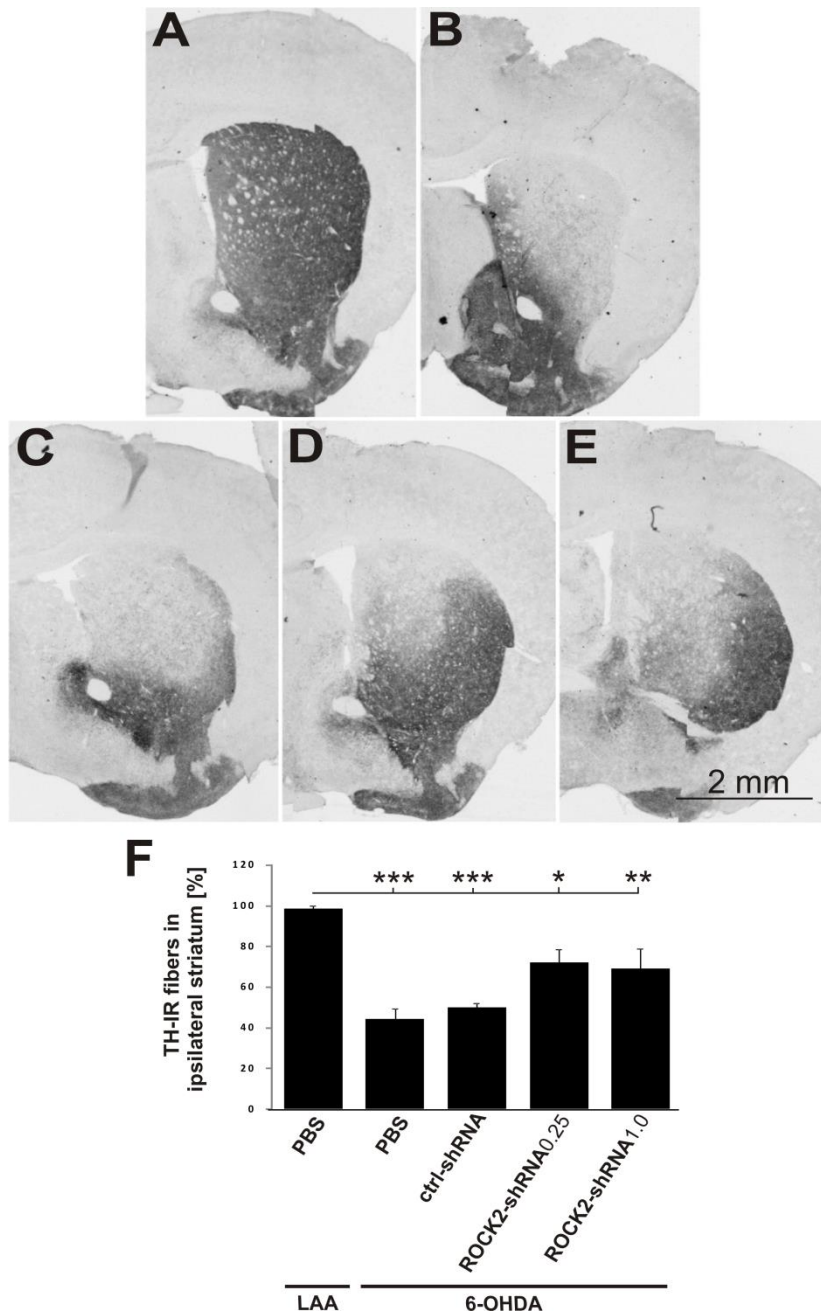 A
B
C
D
E
2 mm
F
TH-IR fibers in
ipsilateral striatum [%]
120
100
80
60
40
20
0
*** *** * **
PBS
PBS
ctrl-shRNA
ROCK2-shRNA0.25
ROCK2-shRNA1.0
LAA
6-OHDA